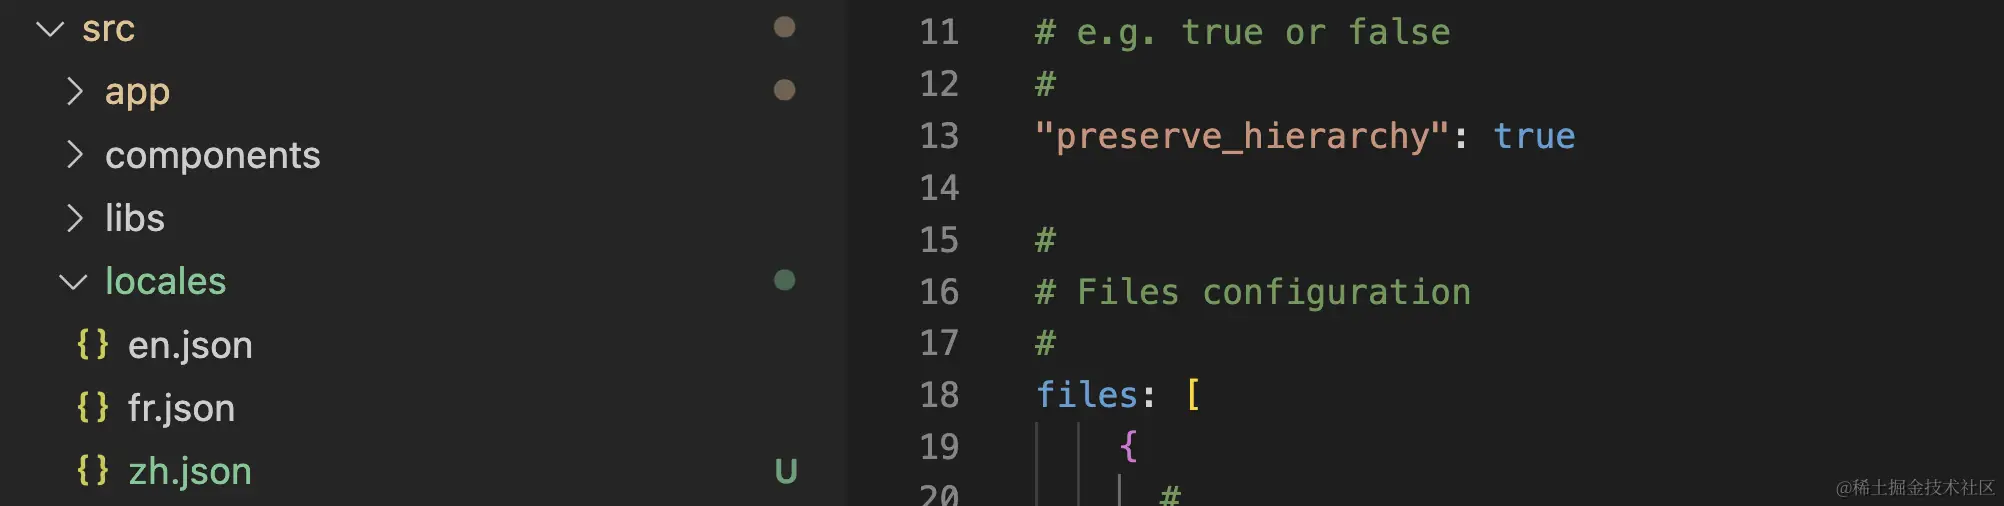 src
app
components
libs
locales
{} en.json
{} fr.json
{} zh.json U
11 # e.g. true or false
12 #
13 "preserve_hierarchy": true
14
15 #
16 # Files configuration
17 #
18 files: [
19 {
20 #
@稀土掘金技术社区